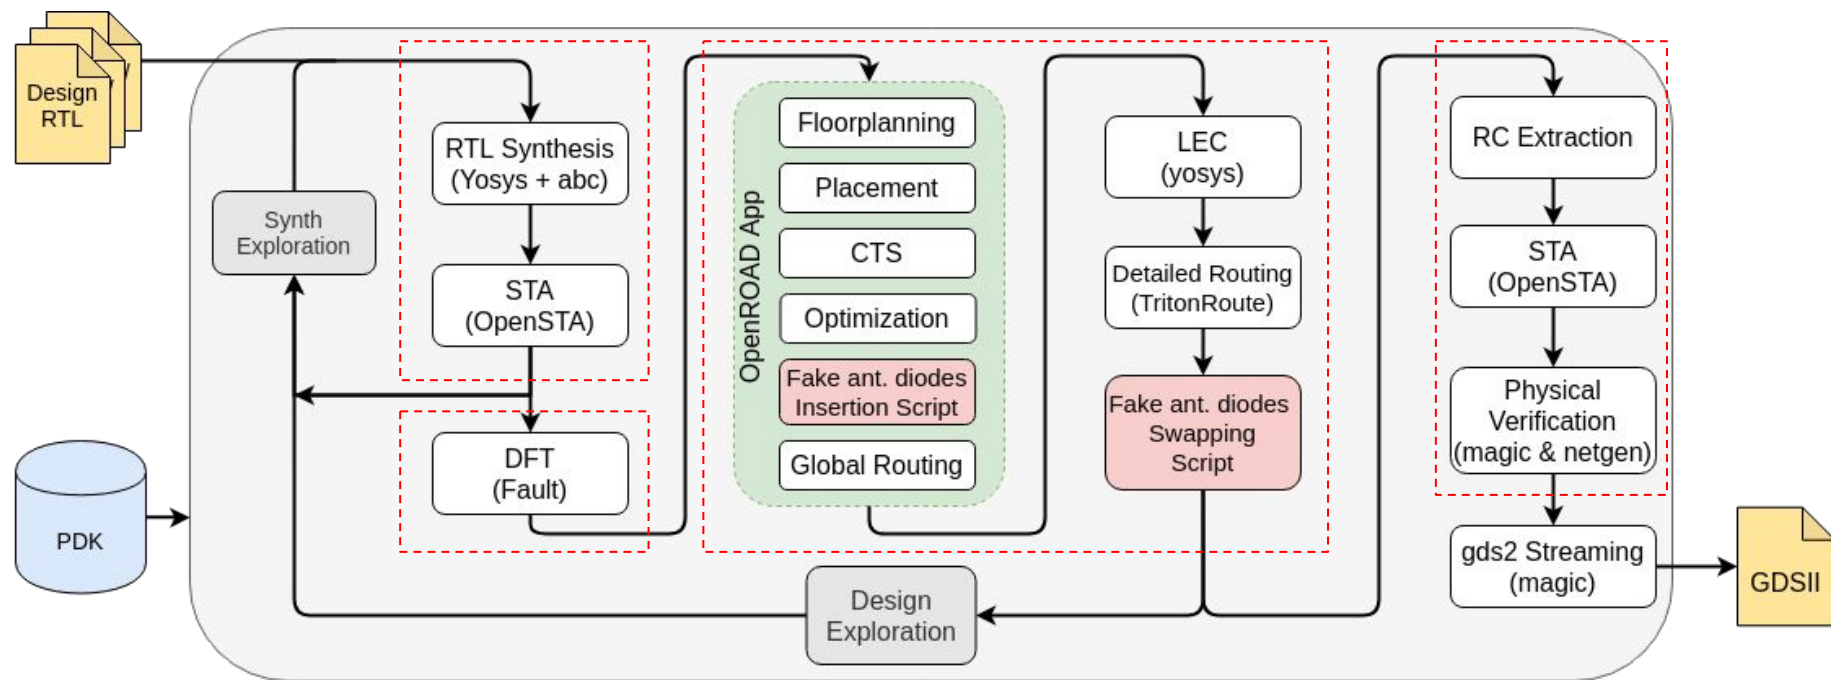 Design
RTL
PDK
Synth
Exploration
RTL Synthesis
(Yosys + abc)
STA
(OpenSTA)
DFT
(Fault)
OpenROAD App
Floorplanning
Placement
CTS
Optimization
Fake ant. diodes
Insertion Script
Global Routing
LEC
(yosys)
Detailed Routing
(TritonRoute)
Fake ant. diodes
Swapping
Script
Design
Exploration
RC Extraction
STA
(OpenSTA)
Physical
Verification
(magic & netgen)
gds2 Streaming
(magic)
GDSII